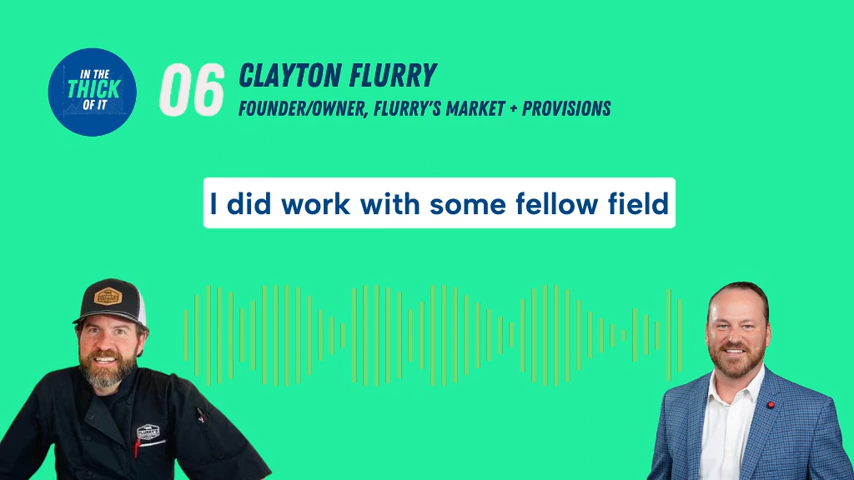 IN THE
THICK
OF IT
06
CLAYTON FLURRY
FOUNDER/OWNER, FLURRY'S MARKET + PROVISIONS
I did work with some fellow field